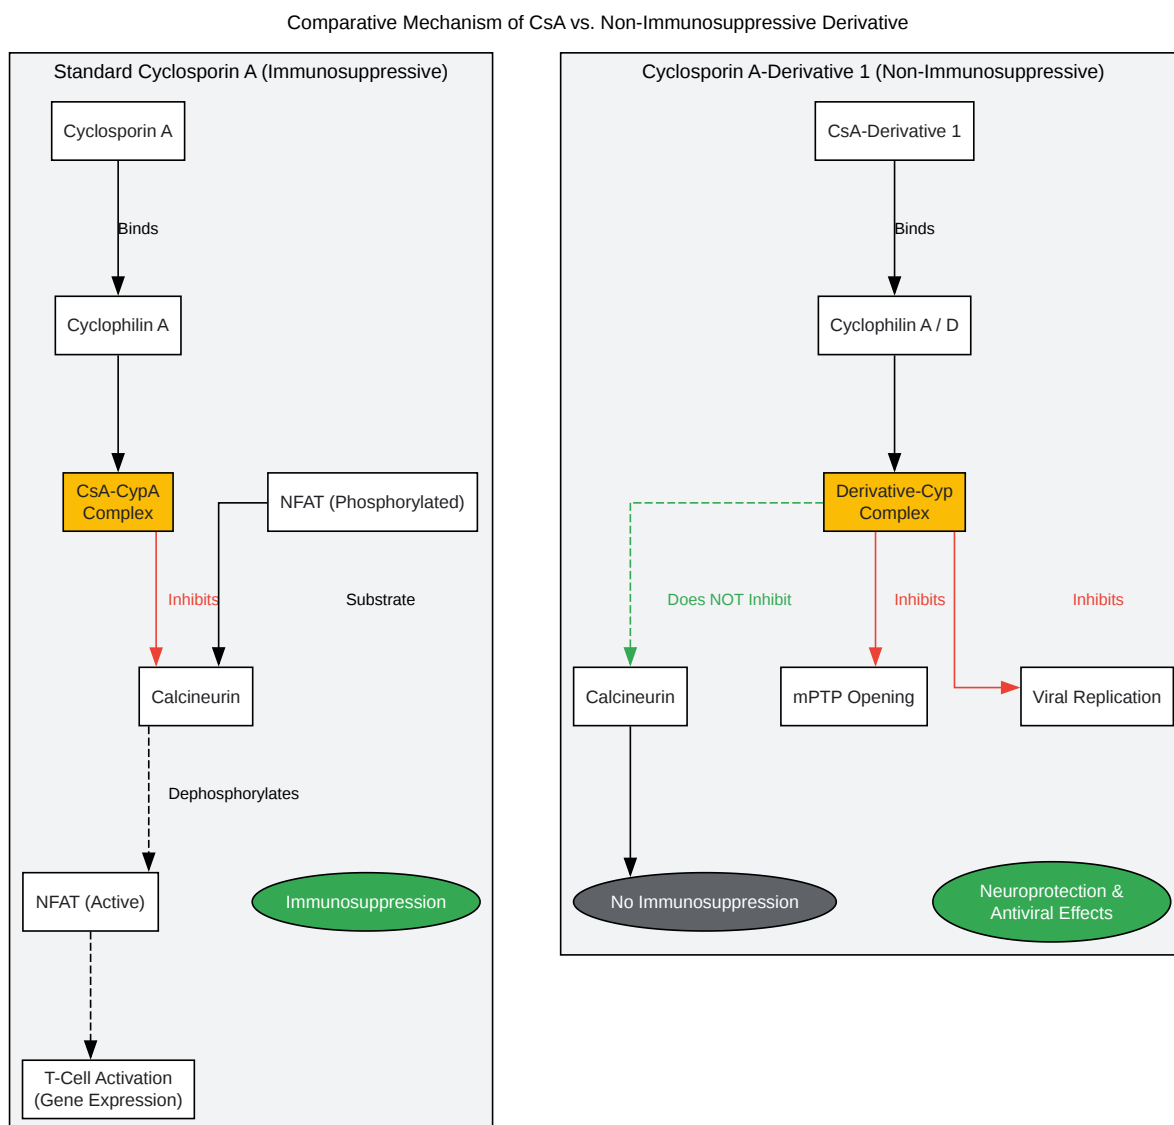 Comparative Mechanism of CsA vs. Non-Immunosuppressive Derivative
Standard Cyclosporin A (Immunosuppressive)
Cyclosporin A
Binds
Cyclophilin A
CsA-CypA
Complex
NFAT (Phosphorylated)
Inhibits
Substrate
Calcineurin
Dephosphorylates
NFAT (Active)
Immunosuppression
T-Cell Activation
(Gene Expression)
Cyclosporin A-Derivative 1 (Non-Immunosuppressive)
CsA-Derivative 1
Binds
Cyclophilin A / D
Derivative-Cyp
Complex
Does NOT Inhibit
Inhibits
Inhibits
Calcineurin
mPTP Opening
Viral Replication
No Immunosuppression
Neuroprotection &
Antiviral Effects